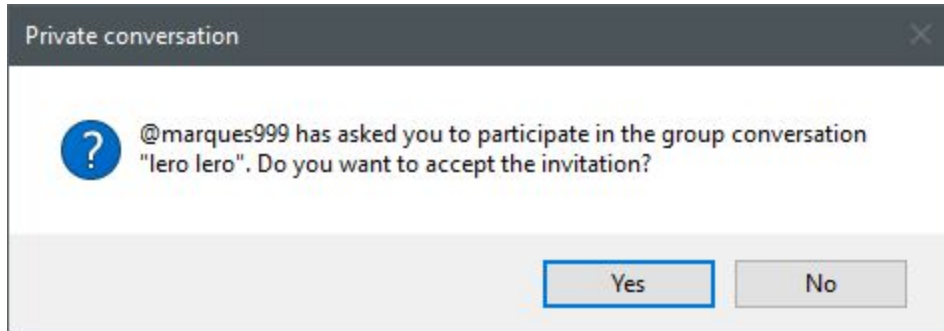 Private conversation
@marques999 has asked you to participate in the group conversation
"lero lero". Do you want to accept the invitation?
Yes
No